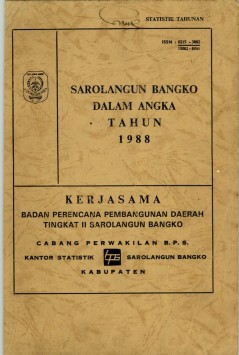 STATISTIK TAHUNAN
SAROLANGUN BANGKO
DALAM ANGKA
TAHUN
1988
KERJASAMA
BADAN PERENCANA PEMBANGUNAN DAERAH
TINGKAT II SAROLANGUN BANGKO
CABANG PERWAKILAN B.P.S.
KANTOR STATISTIK bps SAROLANGUN BANGKO
KABUPATEN